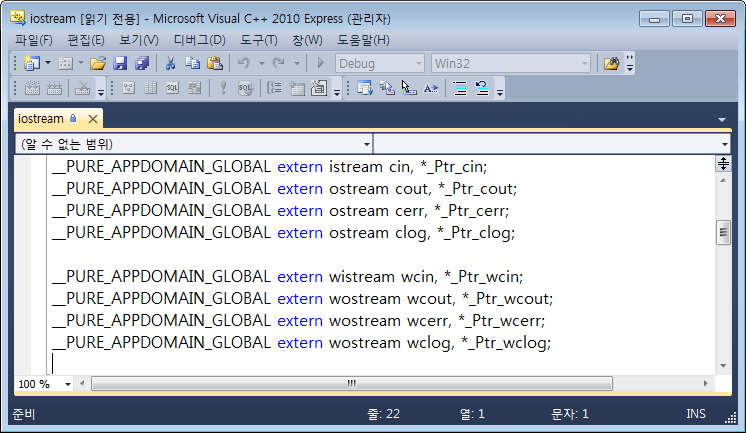 iostream [읽기 전용] - Microsoft Visual C++ 2010 Express (관리자)
파일(F) 편집(E) 보기(V) 디버그(D) 도구(T) 창(W) 도움말(H)
Debug Win32
iostream
(알 수 없는 범위)
__PURE_APPDOMAIN_GLOBAL extern istream cin, *_Ptr_cin;
__PURE_APPDOMAIN_GLOBAL extern ostream cout, *_Ptr_cout;
__PURE_APPDOMAIN_GLOBAL extern ostream cerr, *_Ptr_cerr;
__PURE_APPDOMAIN_GLOBAL extern ostream clog, *_Ptr_clog;
__PURE_APPDOMAIN_GLOBAL extern wistream wcin, *_Ptr_wcin;
__PURE_APPDOMAIN_GLOBAL extern wostream wcout, *_Ptr_wcout;
__PURE_APPDOMAIN_GLOBAL extern wostream wcerr, *_Ptr_wcerr;
__PURE_APPDOMAIN_GLOBAL extern wostream wclog, *_Ptr_wclog;
100 %
준비 줄: 22 열: 1 문자: 1 INS